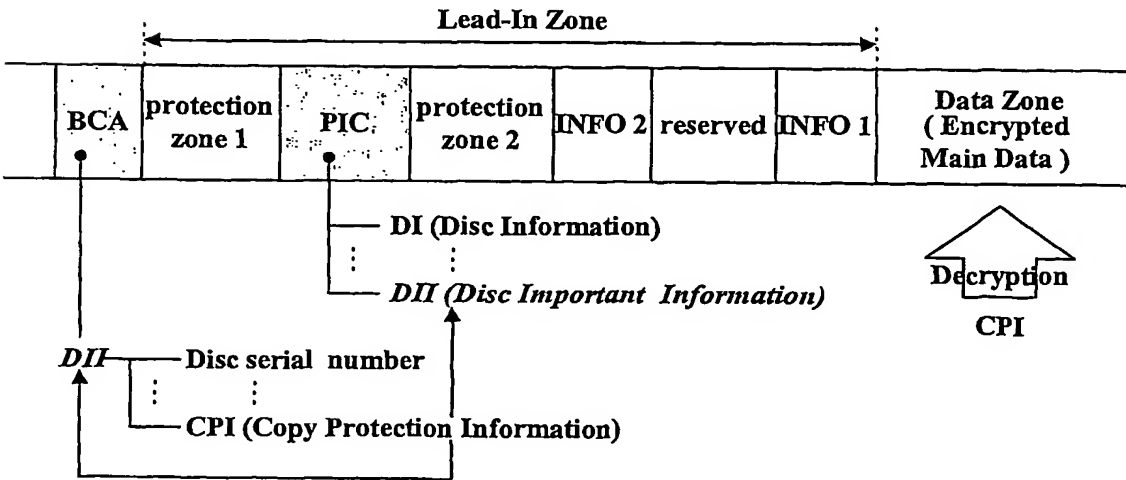 Lead-In Zone
BCA
protection
zone 1
PIC
protection
zone 2
INFO 2
reserved
INFO 1
Data Zone
( Encrypted
Main Data )
DI (Disc Information)
DII (Disc Important Information)
Decryption
CPI
DII
Disc serial number
CPI (Copy Protection Information)